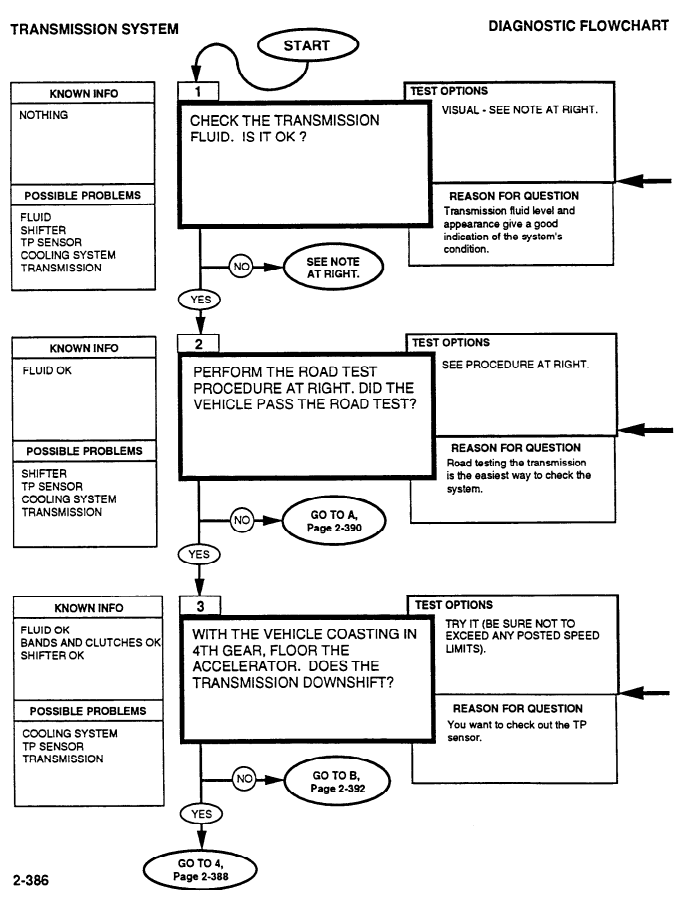 TRANSMISSION SYSTEM
DIAGNOSTIC FLOWCHART
START
KNOWN INFO
NOTHING
POSSIBLE PROBLEMS
FLUID
SHIFTER
TP SENSOR
COOLING SYSTEM
TRANSMISSION
1
CHECK THE TRANSMISSION
FLUID. IS IT OK ?
TEST OPTIONS
VISUAL - SEE NOTE AT RIGHT.
REASON FOR QUESTION
Transmission fluid level and
appearance give a good
indication of the system's
condition.
NO
SEE NOTE
AT RIGHT.
YES
KNOWN INFO
FLUID OK
POSSIBLE PROBLEMS
SHIFTER
TP SENSOR
COOLING SYSTEM
TRANSMISSION
2
PERFORM THE ROAD TEST
PROCEDURE AT RIGHT. DID THE
VEHICLE PASS THE ROAD TEST?
TEST OPTIONS
SEE PROCEDURE AT RIGHT.
REASON FOR QUESTION
Road testing the transmission
is the easiest way to check the
system.
NO
GO TO A,
Page 2-390
YES
KNOWN INFO
FLUID OK
BANDS AND CLUTCHES OK
SHIFTER OK
POSSIBLE PROBLEMS
COOLING SYSTEM
TP SENSOR
TRANSMISSION
3
WITH THE VEHICLE COASTING IN
4TH GEAR, FLOOR THE
ACCELERATOR. DOES THE
TRANSMISSION DOWNSHIFT?
TEST OPTIONS
TRY IT (BE SURE NOT TO
EXCEED ANY POSTED SPEED
LIMITS).
REASON FOR QUESTION
You want to check out the TP
sensor.
NO
GO TO B,
Page 2-392
YES
GO TO 4,
Page 2-388
2-386